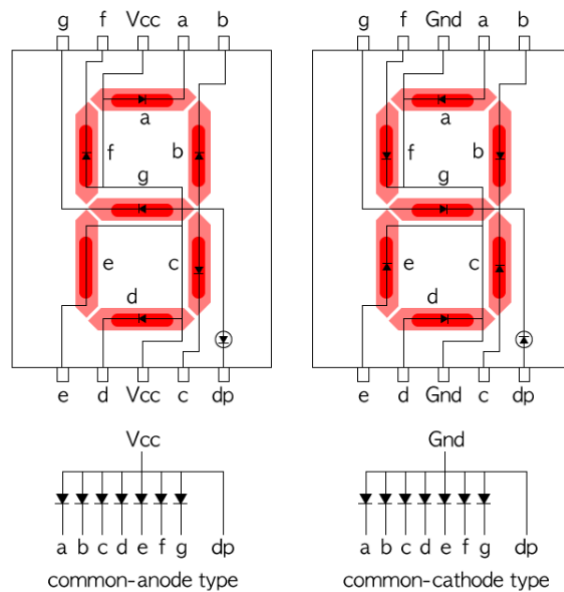 g f Vcc a b
g f Gnd a b
a
f b
g
e c
d
a
f b
g
e c
d
e d Vcc c dp
e d Gnd c dp
Vcc
a b c d e f g dp
common-anode type
Gnd
a b c d e f g dp
common-cathode type